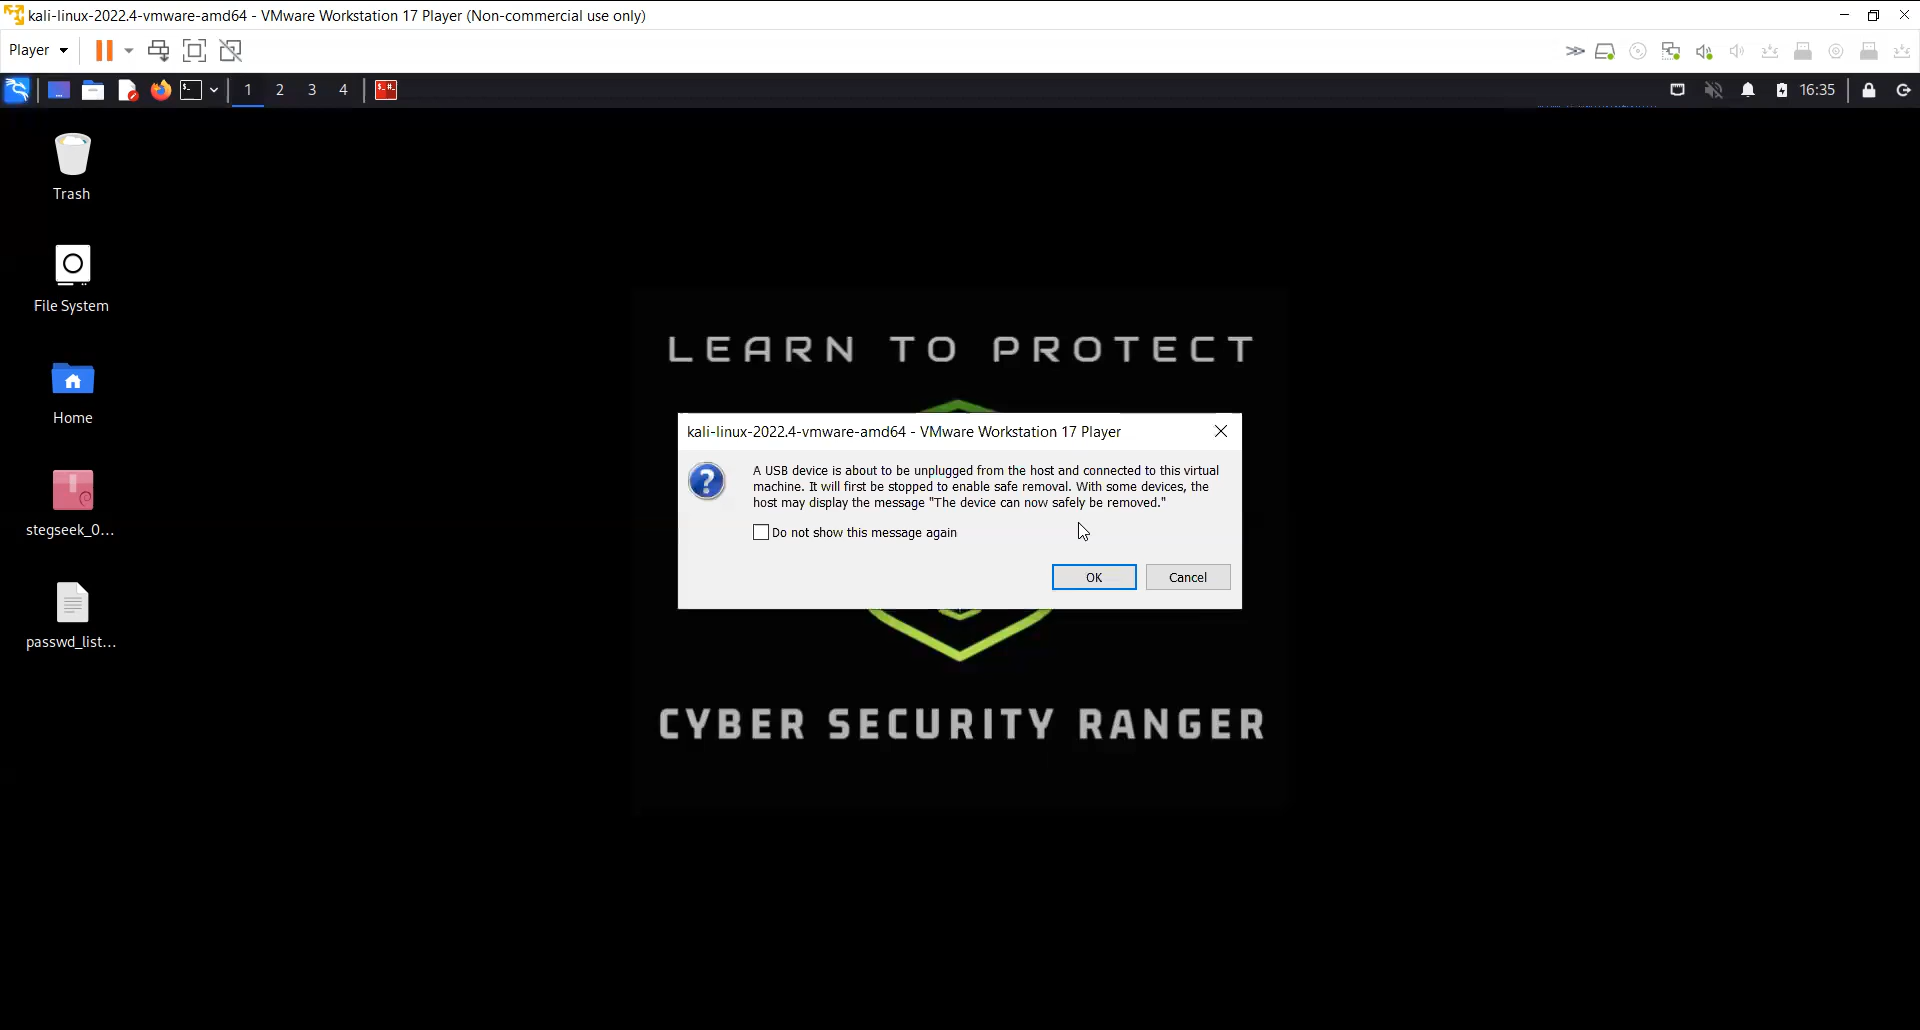 kali-linux-2022.4-vmware-amd64 - VMware Workstation 17 Player (Non-commercial use only)
Player
1 2 3 4
16:35
Trash
File System
Home
stegseek_0...
passwd_list...
LEARN TO PROTECT
kali-linux-2022.4-vmware-amd64 - VMware Workstation 17 Player
A USB device is about to be unplugged from the host and connected to this virtual
machine. It will first be stopped to enable safe removal. With some devices, the
host may display the message "The device can now safely be removed."
Do not show this message again
OK Cancel
CYBER SECURITY RANGER